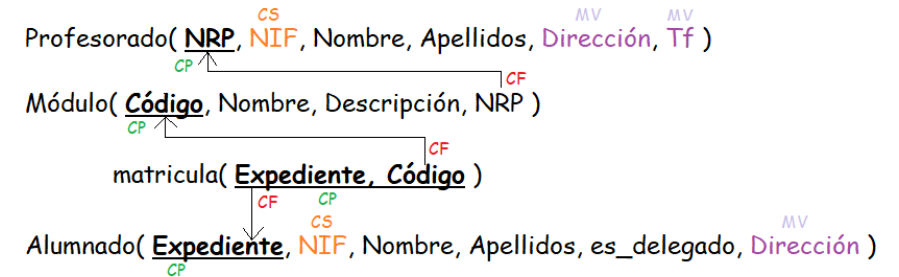 CS MV MV
Profesorado( NRP, NIF, Nombre, Apellidos, Dirección, Tf )
CP CF
Módulo( Código, Nombre, Descripción, NRP )
CP CF
matricula( Expediente, Código )
CF CP
CS MV
Alumnado( Expediente, NIF, Nombre, Apellidos, es_delegado, Dirección )
CP